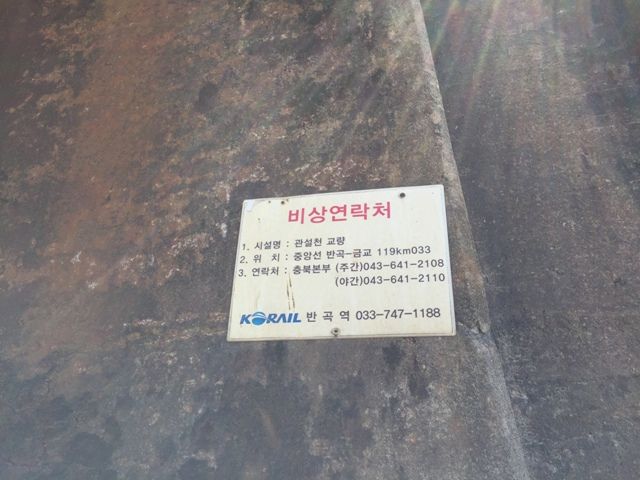 비상연락처
1. 시설명 : 관설천 교량
2. 위 치 : 중앙선 반곡-금교 119km033
3. 연락처 : 충북본부 (주간)043-641-2108
(야간)043-641-2110
KORAIL 반곡역 033-747-1188